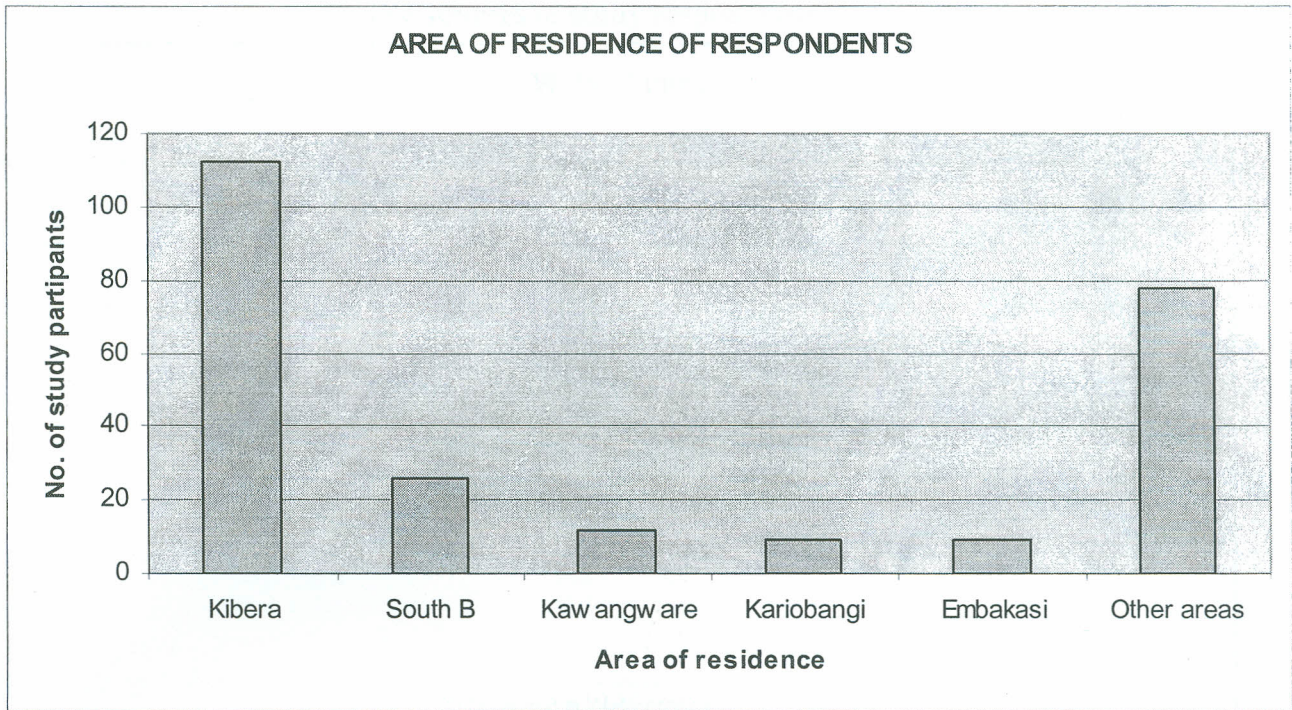 AREA OF RESIDENCE OF RESPONDENTS
120
100
80
60
40
20
0
No. of study partipants
Kibera South B Kaw angw are Kariobangi Embakasi Other areas
Area of residence